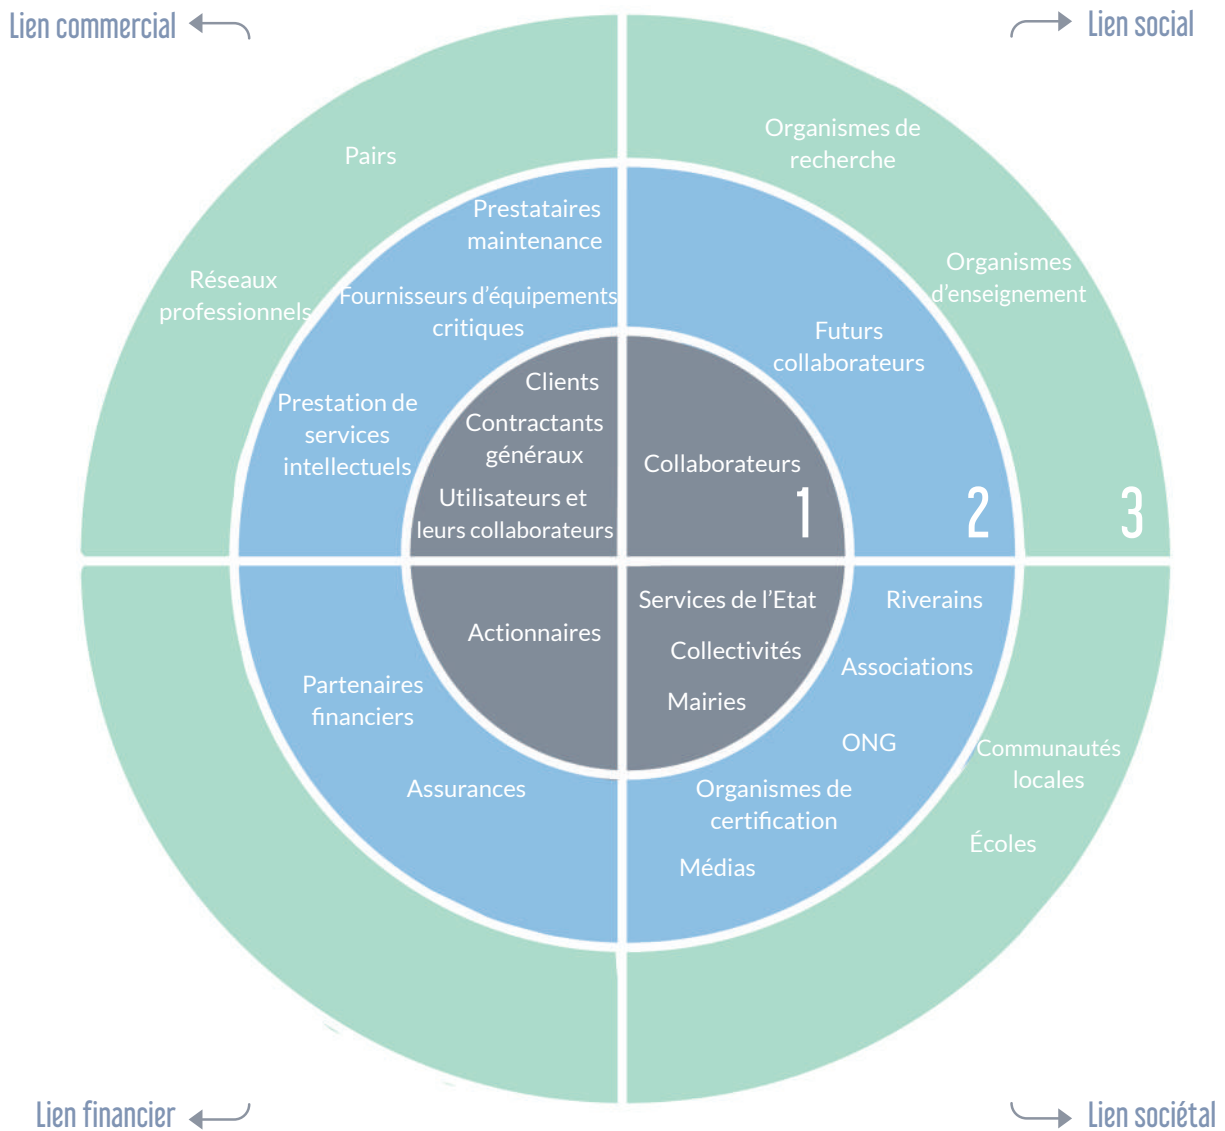 Lien commercial
Lien social
Pairs
Réseaux
professionnels
Prestataires
maintenance
Fournisseurs d'équipements
critiques
Prestation de
services
intellectuels
Clients
Contractants
généraux
Utilisateurs et
leurs collaborateurs
Organismes de
recherche
Organismes
d'enseignement
Futurs
collaborateurs
Collaborateurs
1
2
3
Actionnaires
Partenaires
financiers
Assurances
Services de l'Etat
Collectivités
Mairies
Riverains
Associations
ONG
Organismes de
certification
Médias
Communautés
locales
Écoles
Lien financier
Lien sociétal